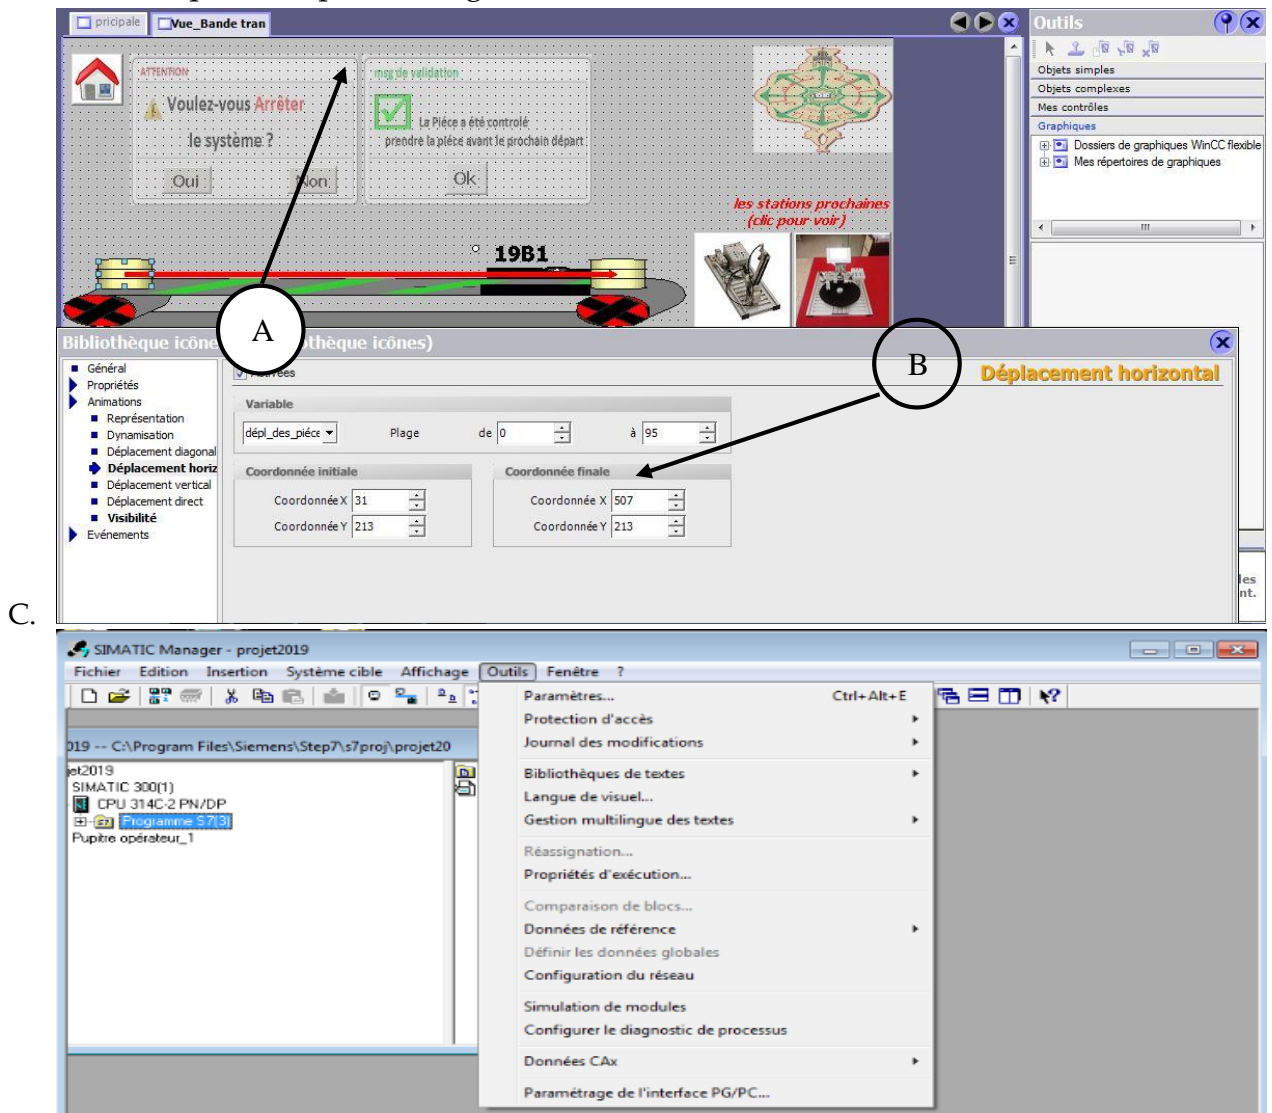 pricipale
Vue_Bande tran
Outils
ATTENTION
Voulez-vous Arrêter
le système ?
Oui
Non
msg de validation
La Piéce a été controlé
prendre la piéce avant le prochain départ
Ok
les stations prochaines
(clic pour voir)
19B1
Objets simples
Objets complexes
Mes contrôles
Graphiques
Dossiers de graphiques WinCC flexible
Mes répertoires de graphiques
A
B
Bibliothèque icône
thèque icônes)
Général
Propriétés
Animations
Représentation
Dynamisation
Déplacement diagonal
Déplacement horiz
Déplacement vertical
Déplacement direct
Visibilité
Evénements
Déplacement horizontal
Variable
dépl_des_piéce
Plage de 0 à 95
Coordonnée initiale
Coordonnée X 31
Coordonnée Y 213
Coordonnée finale
Coordonnée X 507
Coordonnée Y 213
les
nt.
C.
SIMATIC Manager - projet2019
Fichier Edition Insertion Système cible Affichage Outils Fenêtre ?
019 -- C:\Program Files\Siemens\Step7\s7proj\projet20
jet2019
SIMATIC 300(1)
CPU 314C-2 PN/DP
Programme S7(3)
Pupitre opérateur_1
Paramètres... Ctrl+Alt+E
Protection d'accès
Journal des modifications
Bibliothèques de textes
Langue de visuel...
Gestion multilingue des textes
Réassignation...
Propriétés d'exécution...
Comparaison de blocs...
Données de référence
Définir les données globales
Configuration du réseau
Simulation de modules
Configurer le diagnostic de processus
Données CAx
Paramétrage de l'interface PG/PC...